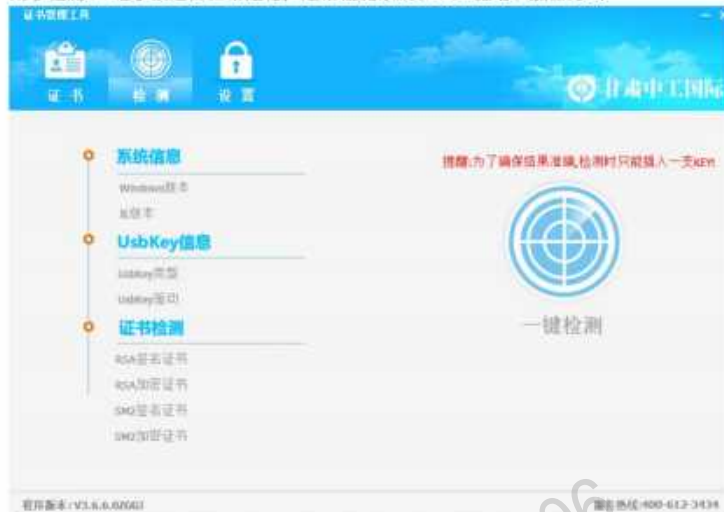 证书管理工具
证书 检测 设置
甘肃中工国际
系统信息
提醒:为了确保结果准确,检测时只能插入一支KEY!
Windows版本
IE版本
UsbKey信息
UsbKey类型
UsbKey驱动
证书检测
一键检测
RSA签名证书
RSA加密证书
SM2签名证书
SM2加密证书
服务热线:400-612-3434